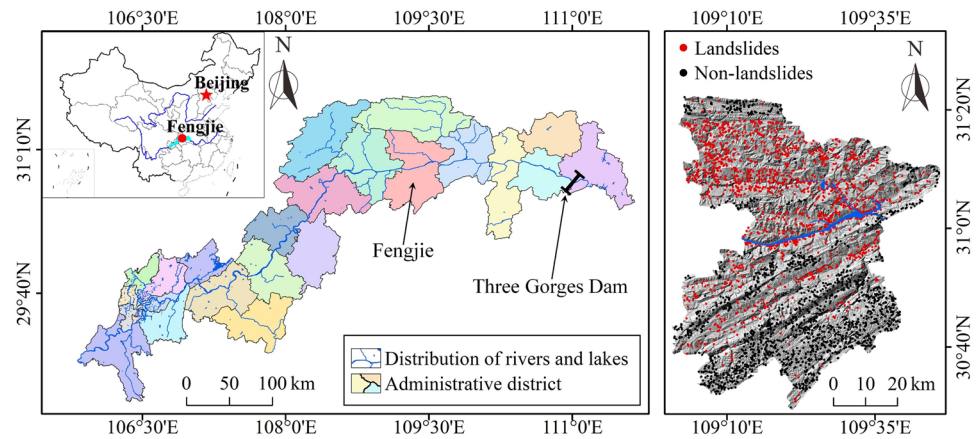 106°30'E
108°0'E
109°30'E
111°0'E
109°10'E
109°35'E
N
Beijing
Fengjie
31°10'N
29°40'N
Fengjie
Three Gorges Dam
Distribution of rivers and lakes
Administrative district
0 50 100 km
106°30'E
108°0'E
109°30'E
111°0'E
Landslides
Non-landslides
N
31°20'N
31°0'N
30°40'N
0 10 20 km
109°10'E
109°35'E